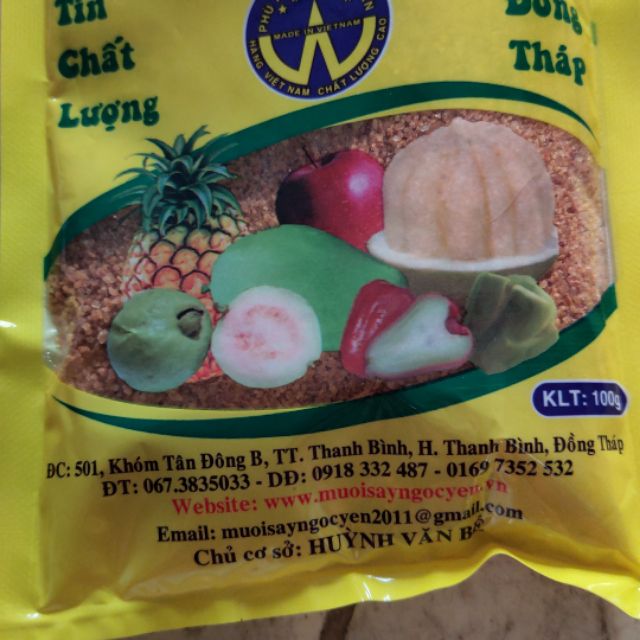 Tín
Chất
Lượng
Đồng
Tháp
MADE IN VIETNAM
HÀNG VIỆT NAM CHẤT LƯỢNG CAO
KLT: 100g
ĐC: 501, Khóm Tân Đông B, TT. Thanh Bình, H. Thanh Bình, Đồng Tháp
ĐT: 067.3835033 - DĐ: 0918 332 487 - 0169 7352 532
Website: www.muoisayngocyen.vn
Email: muoisayngocyen2011@gmail.com
Chủ cơ sở: HUỲNH VĂN